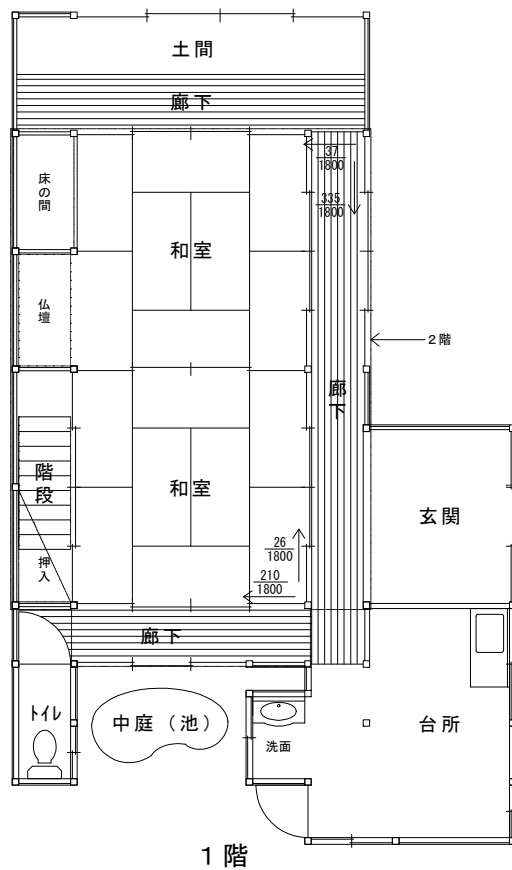 土間
廊下
床の間
37
1800
335
1800
和室
仏壇
2階
廊下
階段
和室
玄関
26
1800
押入
210
1800
廊下
トイレ
中庭（池）
台所
洗面
1階